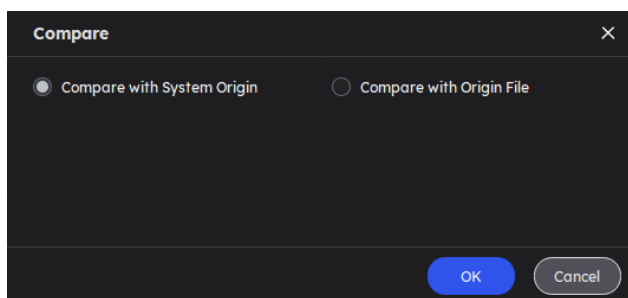 Compare
Compare with System Origin
Compare with Origin File
OK
Cancel